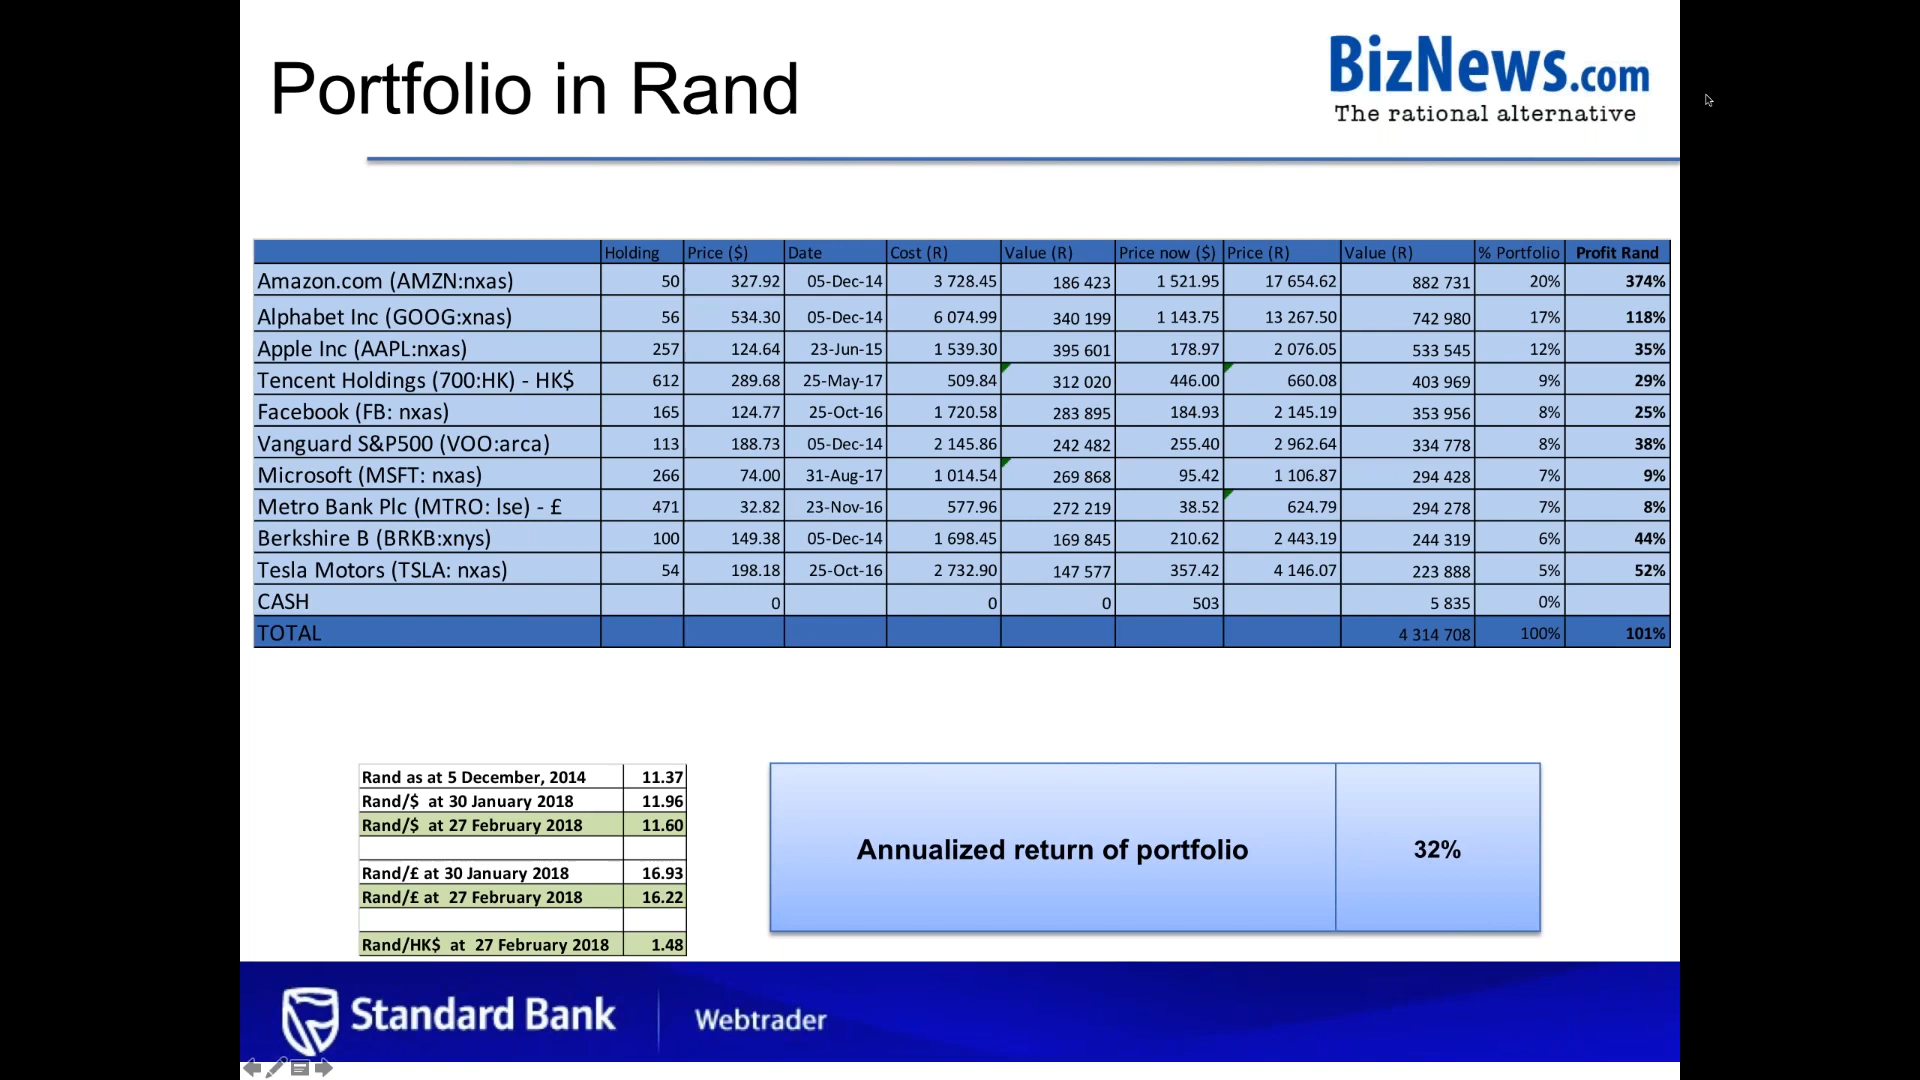 Portfolio in Rand
BizNews.com
The rational alternative
Holding Price ($) Date Cost (R) Value (R) Price now ($) Price (R) Value (R) % Portfolio Profit Rand
Amazon.com (AMZN:nxas) 50 327.92 05-Dec-14 3 728.45 186 423 1 521.95 17 654.62 882 731 20% 374%
Alphabet Inc (GOOG:xnas) 56 534.30 05-Dec-14 6 074.99 340 199 1 143.75 13 267.50 742 980 17% 118%
Apple Inc (AAPL:nxas) 257 124.64 23-Jun-15 1 539.30 395 601 178.97 2 076.05 533 545 12% 35%
Tencent Holdings (700:HK) - HK$ 612 289.68 25-May-17 509.84 312 020 446.00 660.08 403 969 9% 29%
Facebook (FB: nxas) 165 124.77 25-Oct-16 1 720.58 283 895 184.93 2 145.19 353 956 8% 25%
Vanguard S&P500 (VOO:arca) 113 188.73 05-Dec-14 2 145.86 242 482 255.40 2 962.64 334 778 8% 38%
Microsoft (MSFT: nxas) 266 74.00 31-Aug-17 1 014.54 269 868 95.42 1 106.87 294 428 7% 9%
Metro Bank Plc (MTRO: lse) - £ 471 32.82 23-Nov-16 577.96 272 219 38.52 624.79 294 278 7% 8%
Berkshire B (BRKB:xnys) 100 149.38 05-Dec-14 1 698.45 169 845 210.62 2 443.19 244 319 6% 44%
Tesla Motors (TSLA: nxas) 54 198.18 25-Oct-16 2 732.90 147 577 357.42 4 146.07 223 888 5% 52%
CASH 0 0 0 503 5 835 0%
TOTAL 4 314 708 100% 101%
Rand as at 5 December, 2014 11.37
Rand/$ at 30 January 2018 11.96
Rand/$ at 27 February 2018 11.60
Rand/£ at 30 January 2018 16.93
Rand/£ at 27 February 2018 16.22
Rand/HK$ at 27 February 2018 1.48
Annualized return of portfolio 32%
Standard Bank Webtrader